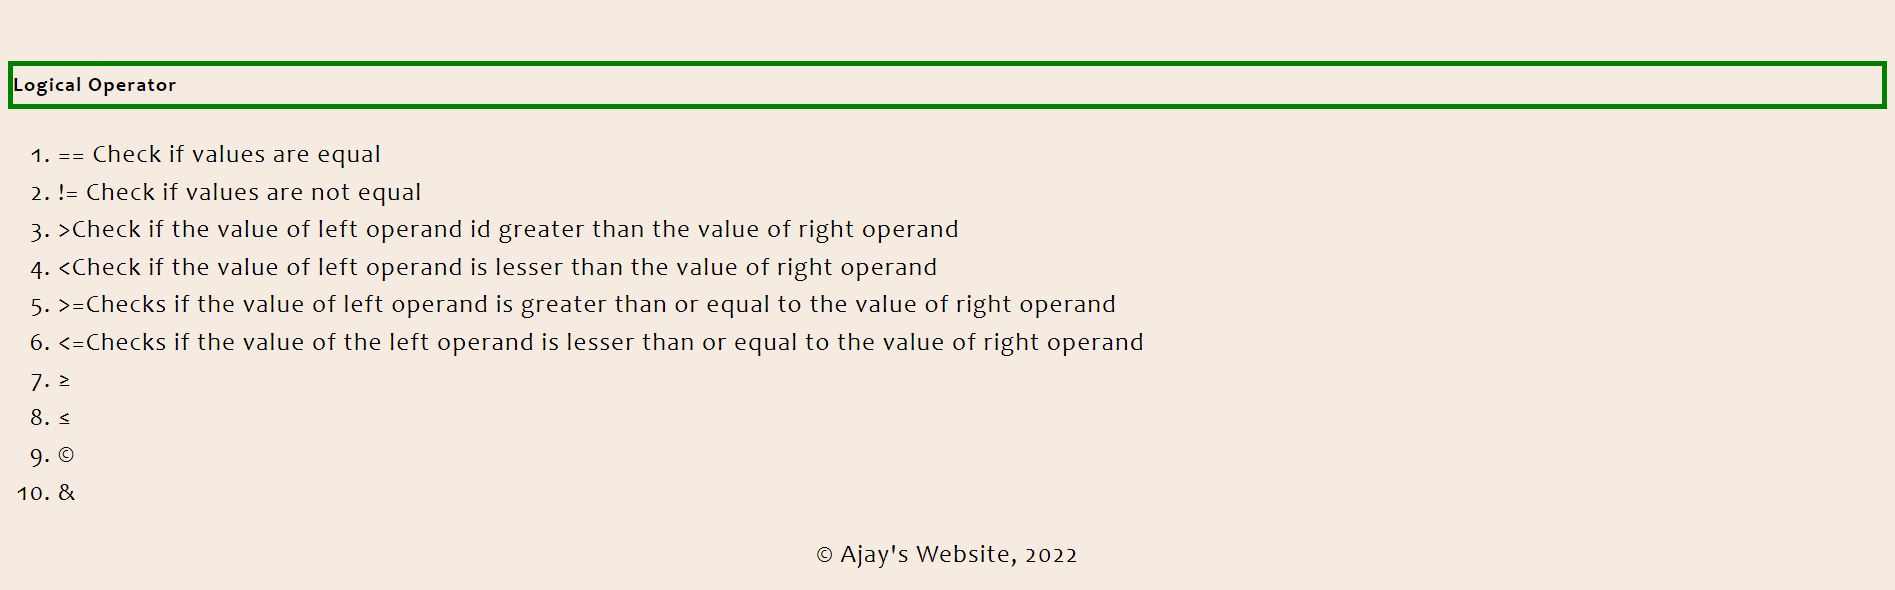 Logical Operator
1. == Check if values are equal
2. != Check if values are not equal
3. >Check if the value of left operand id greater than the value of right operand
4. <Check if the value of left operand is lesser than the value of right operand
5. >=Checks if the value of left operand is greater than or equal to the value of right operand
6. <=Checks if the value of the left operand is lesser than or equal to the value of right operand
7. ≥
8. ≤
9. ©
10. &
© Ajay's Website, 2022